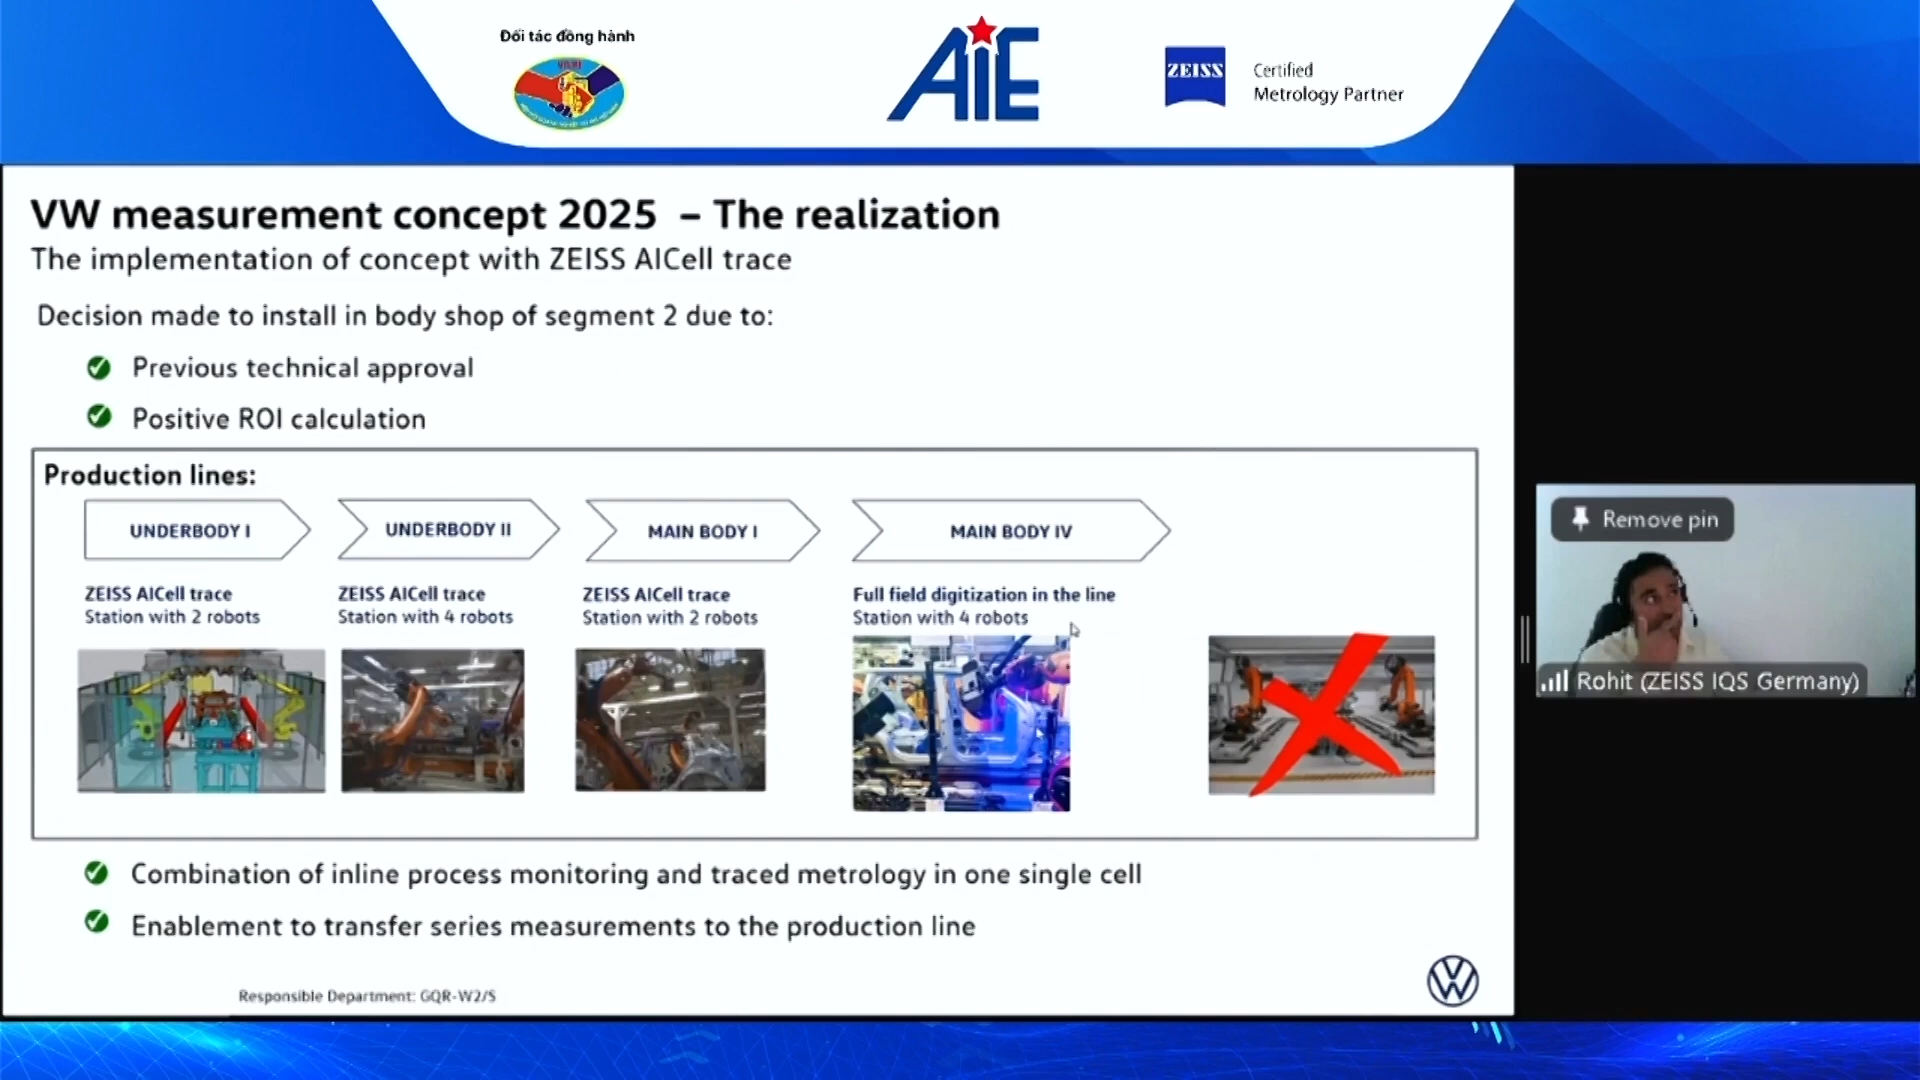 Đối tác đồng hành
AiE
ZEISS
Certified
Metrology Partner
VW measurement concept 2025 – The realization
The implementation of concept with ZEISS AICell trace
Decision made to install in body shop of segment 2 due to:
Previous technical approval
Positive ROI calculation
Production lines:
UNDERBODY I
UNDERBODY II
MAIN BODY I
MAIN BODY IV
ZEISS AICell trace
Station with 2 robots
ZEISS AICell trace
Station with 4 robots
ZEISS AICell trace
Station with 2 robots
Full field digitization in the line
Station with 4 robots
Remove pin
Rohit (ZEISS IQS Germany)
Combination of inline process monitoring and traced metrology in one single cell
Enablement to transfer series measurements to the production line
Responsible Department: GQR-W2/S